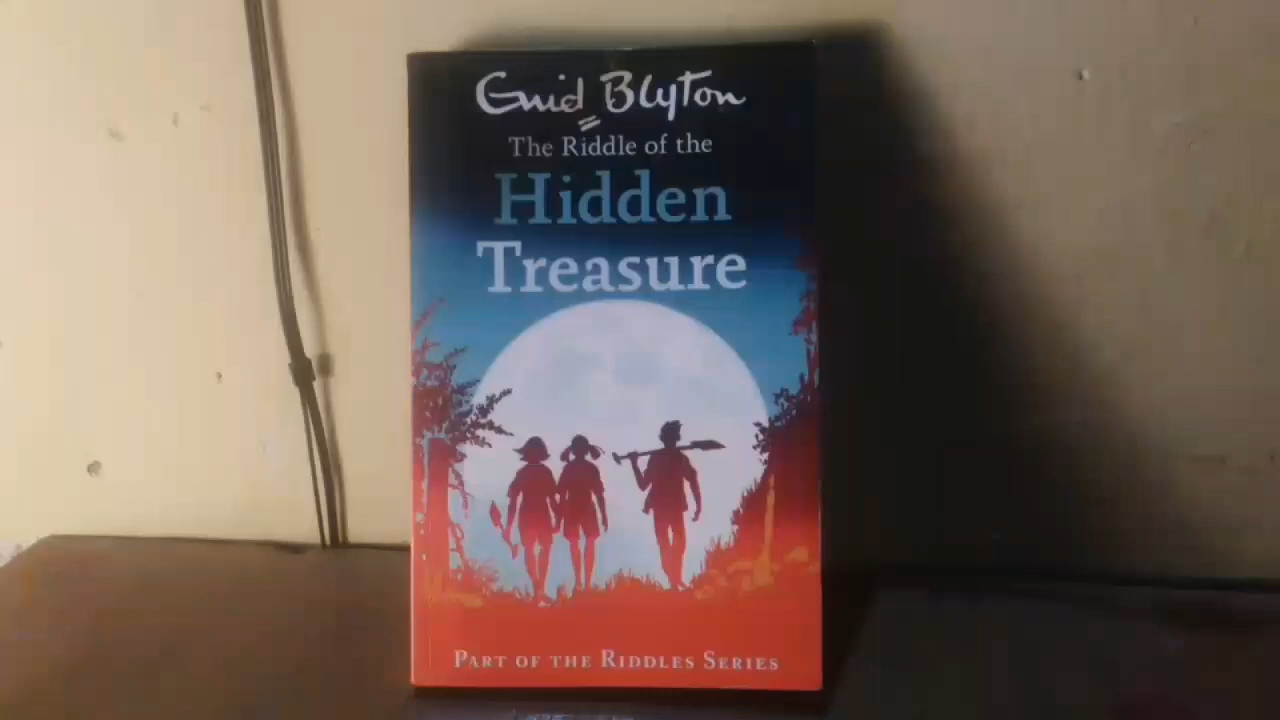 Enid Blyton
The Riddle of the
Hidden
Treasure
PART OF THE RIDDLES SERIES